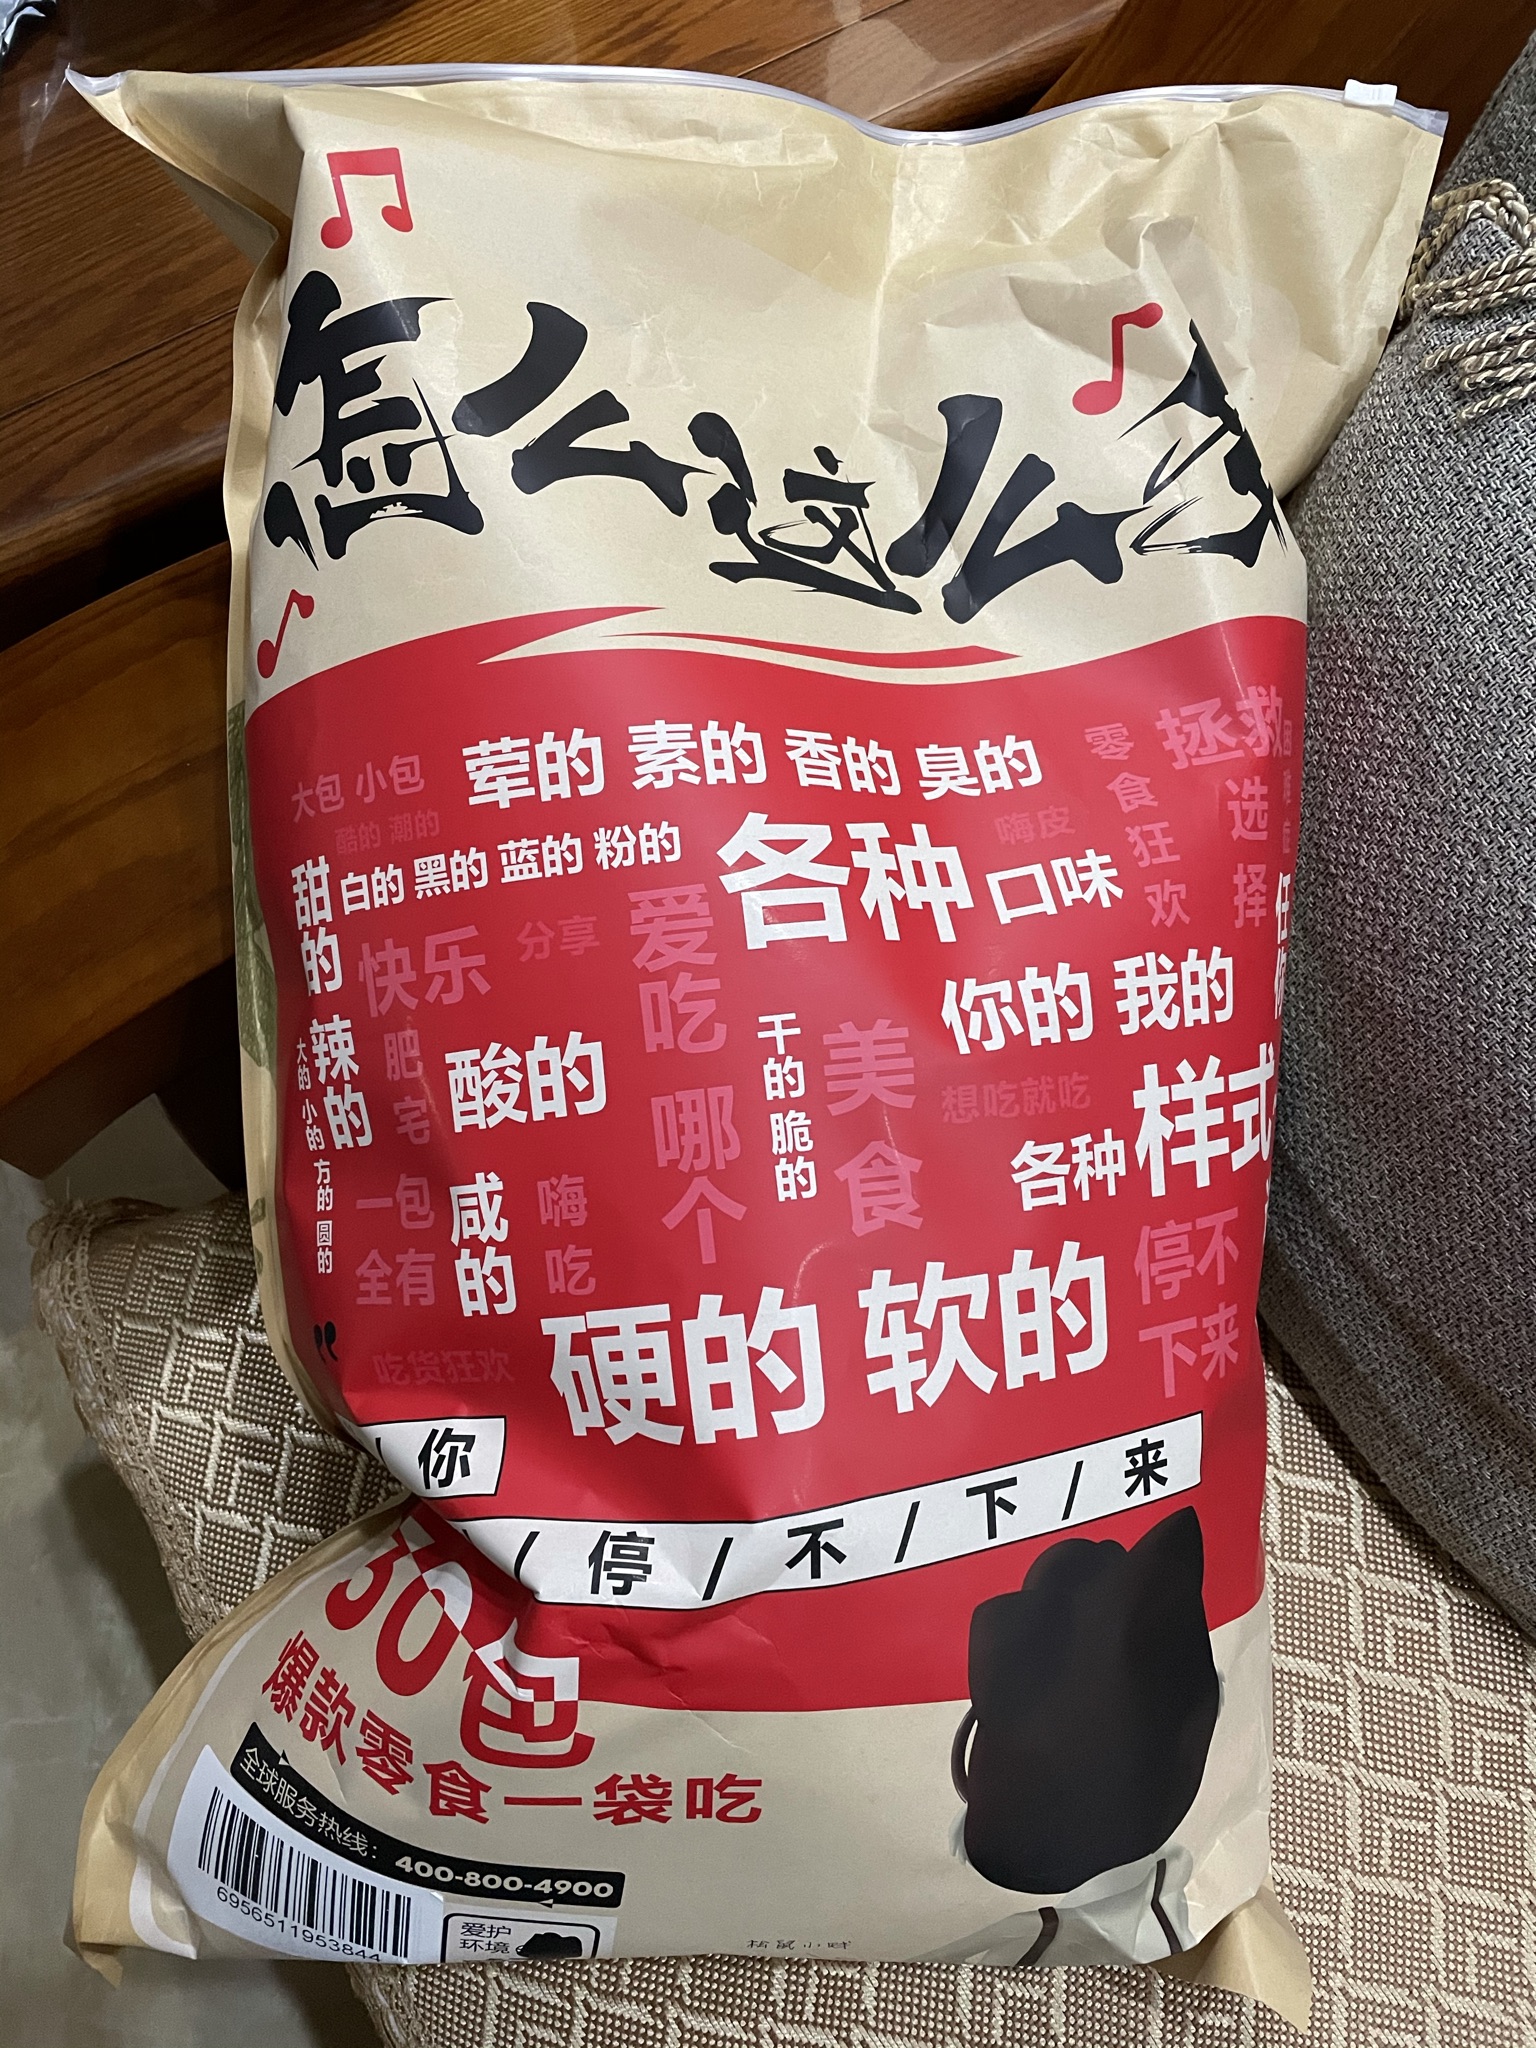 怎么这么
荤的 素的 香的 臭的
大包 小包
酷的 潮的
零食狂欢
拯救
选择
嗨皮
甜的
白的 黑的 蓝的 粉的
各种
口味
快乐
分享
爱吃
哪个
你的 我的
辣的
大的 小的 方的 圆的
肥宅
酸的
干的 脆的
美食
想吃就吃
各种
样式
一包
全有
咸的
嗨吃
硬的 软的
停不
下来
吃货狂欢
你
/ 停 / 不 / 下 / 来
30包
爆款零食一袋吃
全球服务热线：400-800-4900
6956511953844
爱护
环境